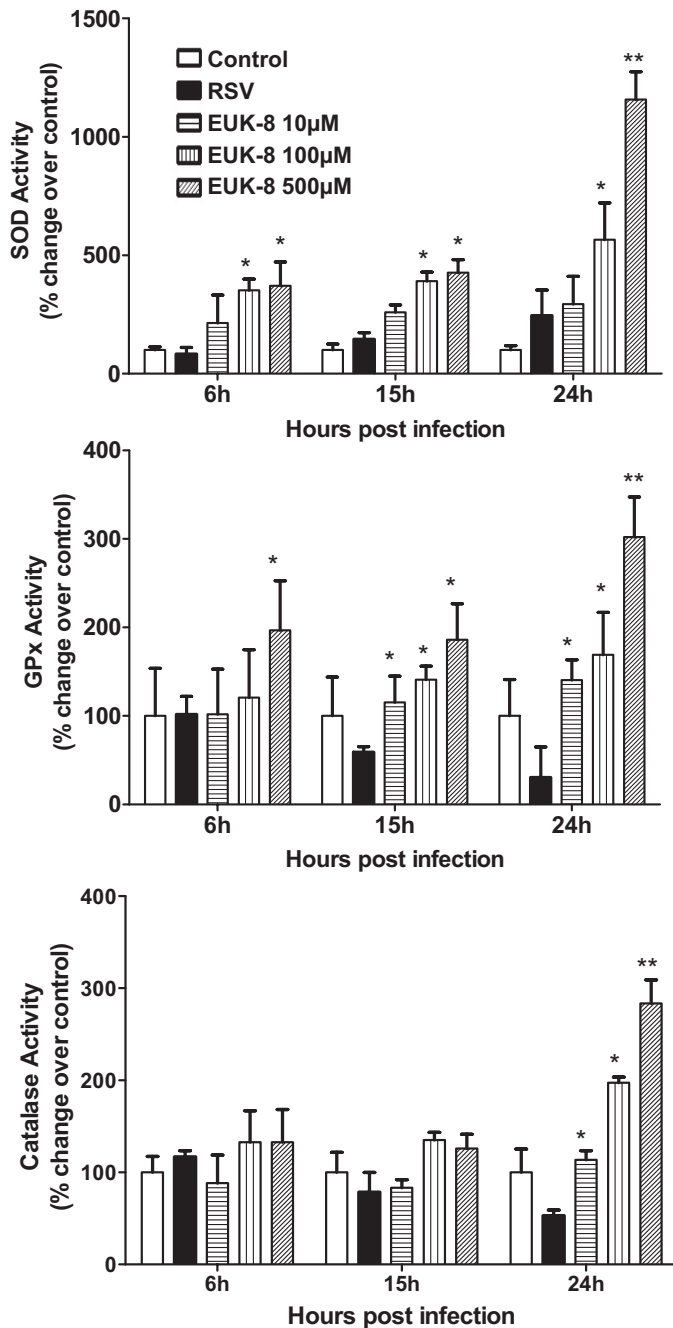 SOD Activity
(% change over control)
1500
1000
500
0
Control
RSV
EUK-8 10µM
EUK-8 100µM
EUK-8 500µM
* * * * * **
6h 15h 24h
Hours post infection
GPx Activity
(% change over control)
400
300
200
100
0
* * * * * * **
6h 15h 24h
Hours post infection
Catalase Activity
(% change over control)
400
300
200
100
0
* * **
6h 15h 24h
Hours post infection